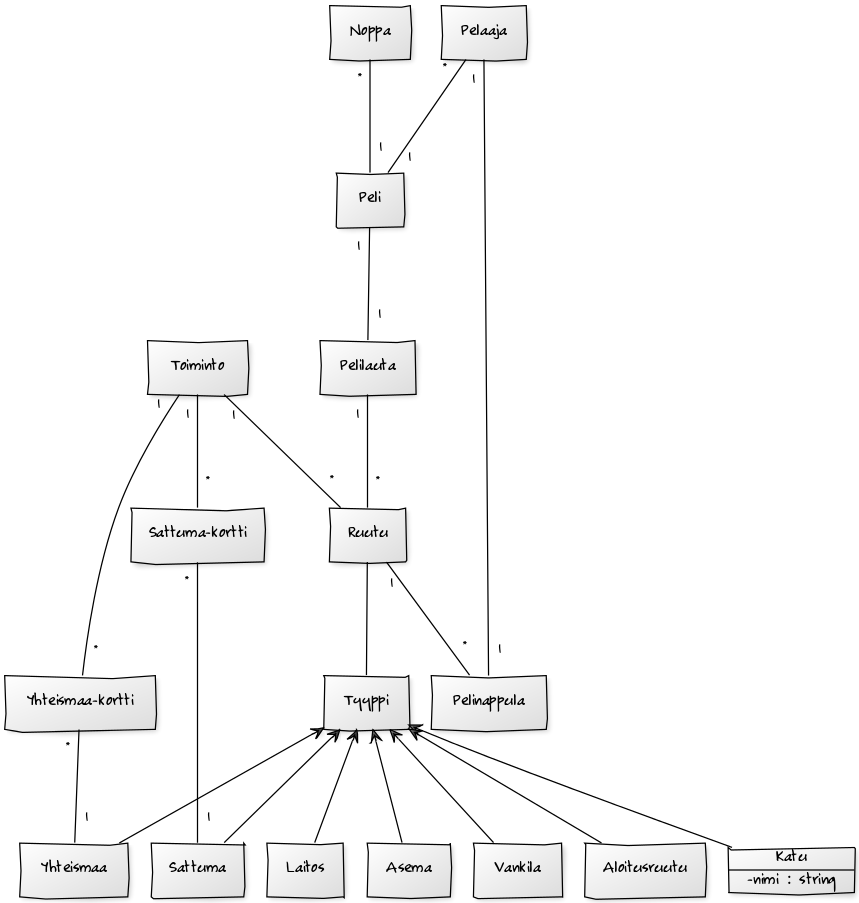 Noppa
Pelaaja
*
*
1
1
1
Peli
1
1
Toiminto
Pelilauta
1
1
1
1
*
*
*
Sattuma-kortti
Ruutu
*
1
*
*
1
Yhteismaa-kortti
Tyyppi
Pelinappula
*
1
1
Yhteismaa
Sattuma
Laitos
Asema
Vankila
Aloitusruutu
Katu
-nimi : string